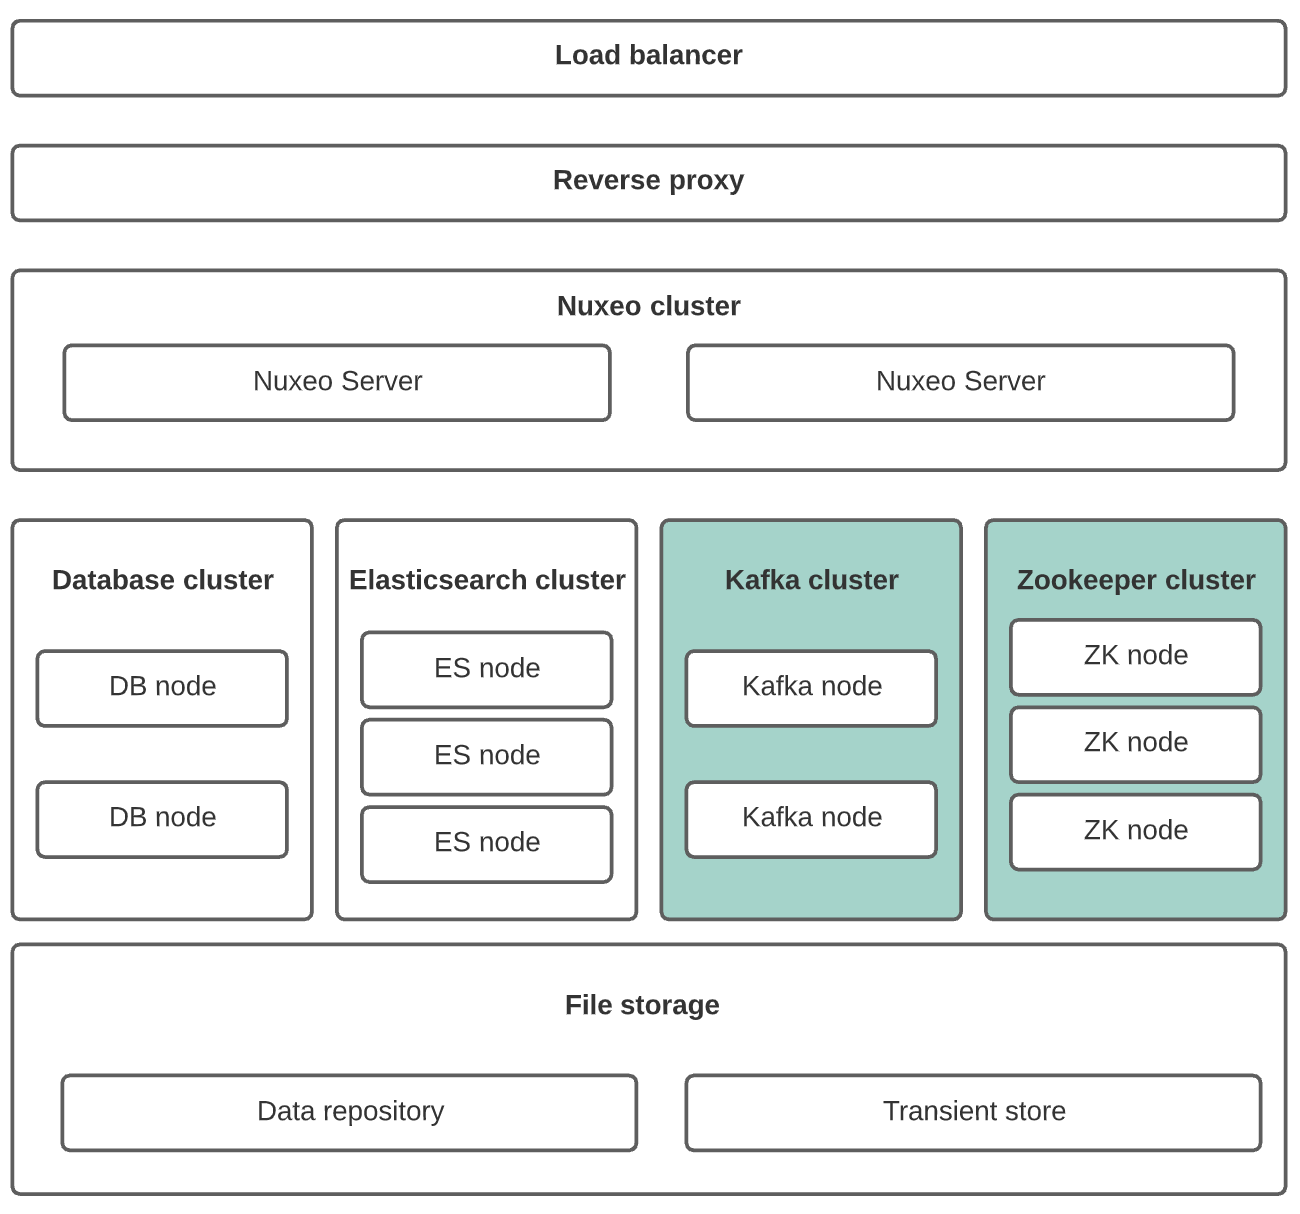 Load balancer
Reverse proxy
Nuxeo cluster
Nuxeo Server
Nuxeo Server
Database cluster
DB node
DB node
Elasticsearch cluster
ES node
ES node
ES node
Kafka cluster
Kafka node
Kafka node
Zookeeper cluster
ZK node
ZK node
ZK node
File storage
Data repository
Transient store